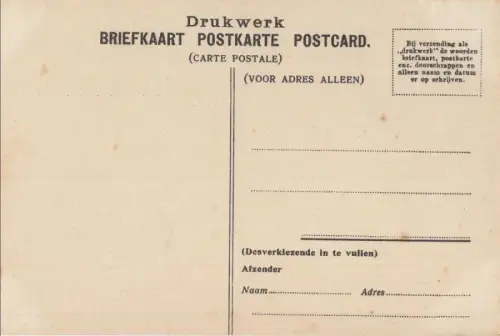 Drukwerk
BRIEFKAART POSTKARTE POSTCARD.
(CARTE POSTALE)
(VOOR ADRES ALLEEN)
Bij verzending als
„drukwerk" de woorden
briefkaart, postkarte
enz. doorschrappen en
alleen naam en datum
er op schrijven.
(Desverkiezende in te vullen)
Afzender
Naam Adres